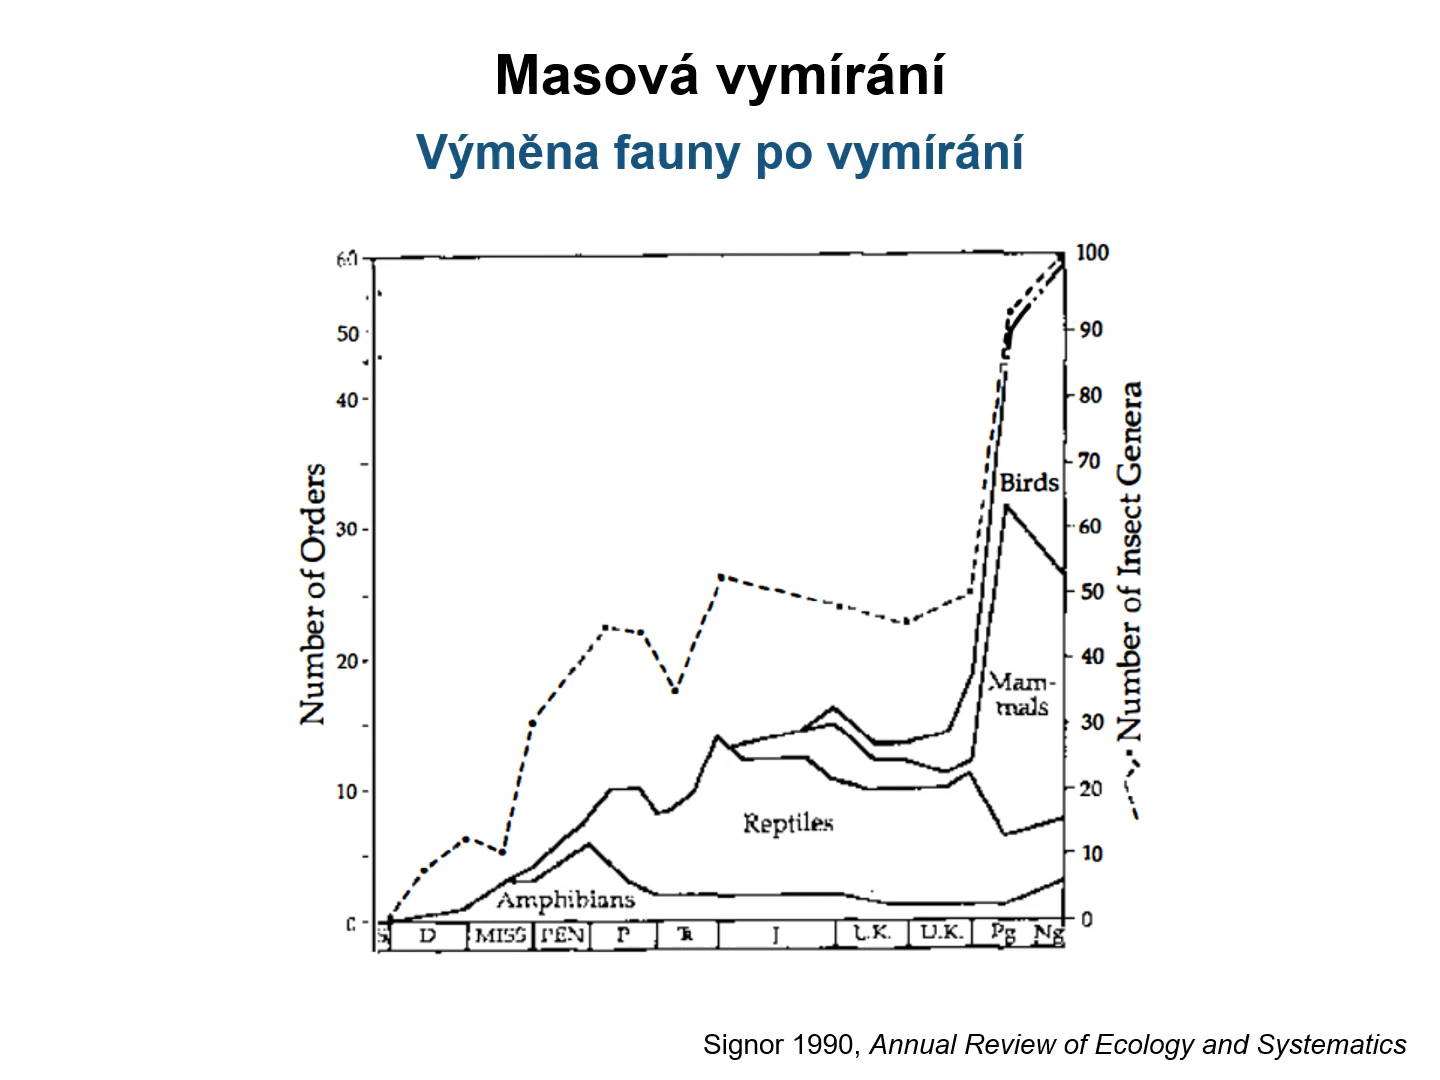 Masová vymírání
Výměna fauny po vymírání
60
50
40
30
20
10
Number of Orders
100
90
80
70
60
50
40
30
20
10
0
Number of Insect Genera
Birds
Mam-
mals
Reptiles
Amphibians
D MISS PEN P J U.K. Pg Ng
Signor 1990, Annual Review of Ecology and Systematics